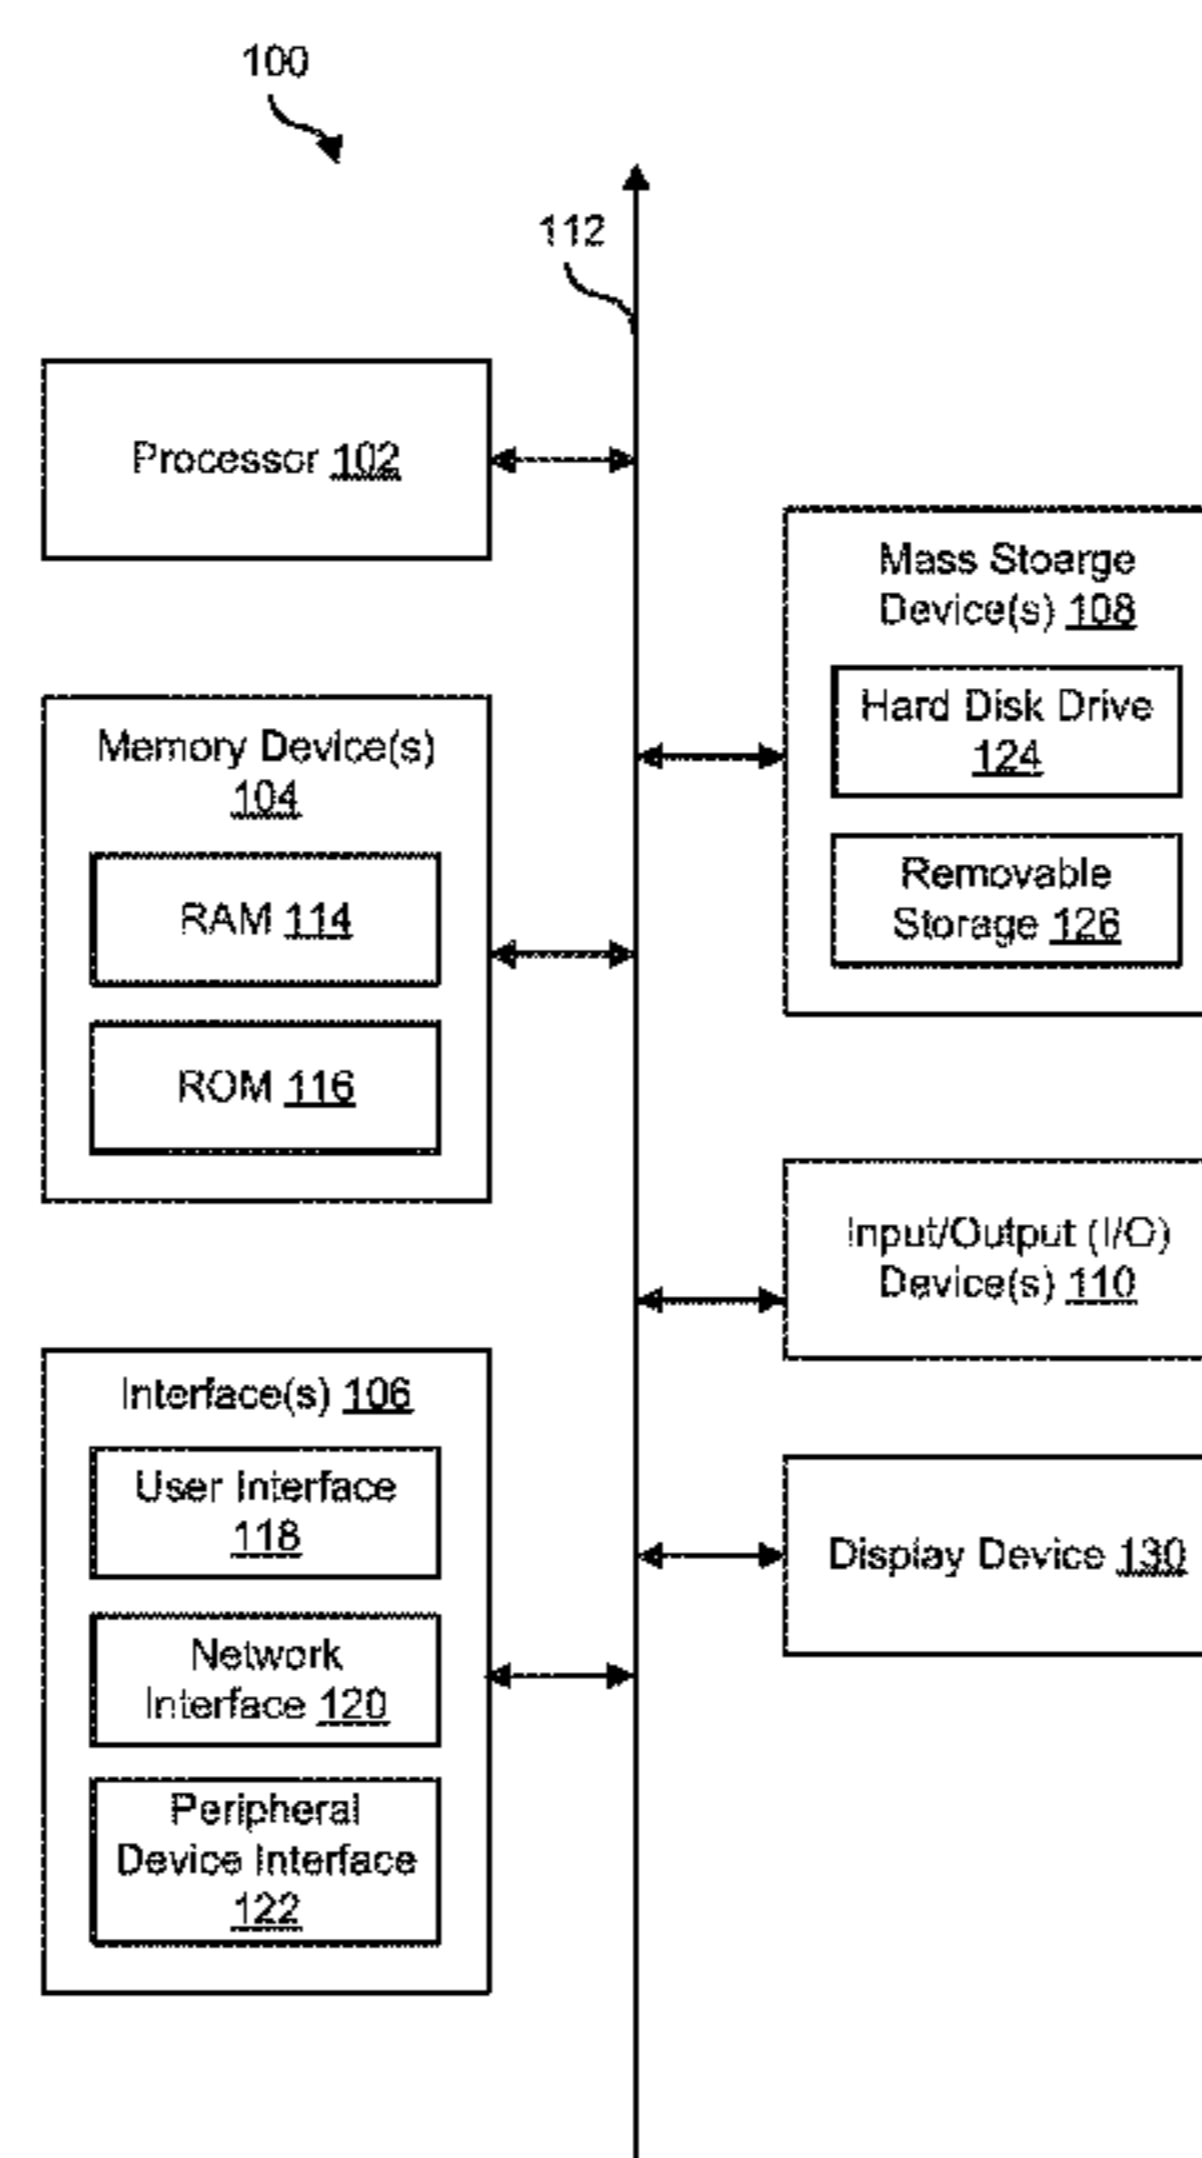 100
112
Processor 102
Mass Stoarge
Device(s) 108
Hard Disk Drive
124
Removable
Storage 126
Memory Device(s)
104
RAM 114
ROM 116
Input/Output (I/O)
Device(s) 110
Interface(s) 106
User Interface
118
Network
Interface 120
Peripheral
Device Interface
122
Display Device 130